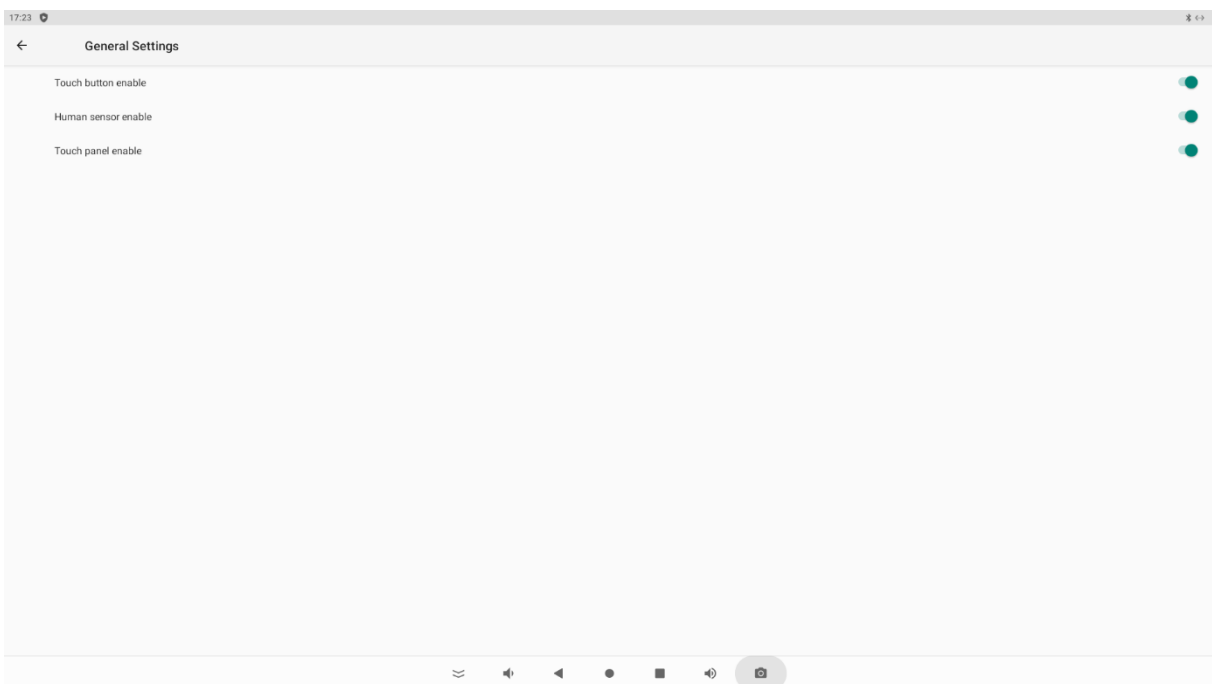 17:23
General Settings
Touch button enable
Human sensor enable
Touch panel enable